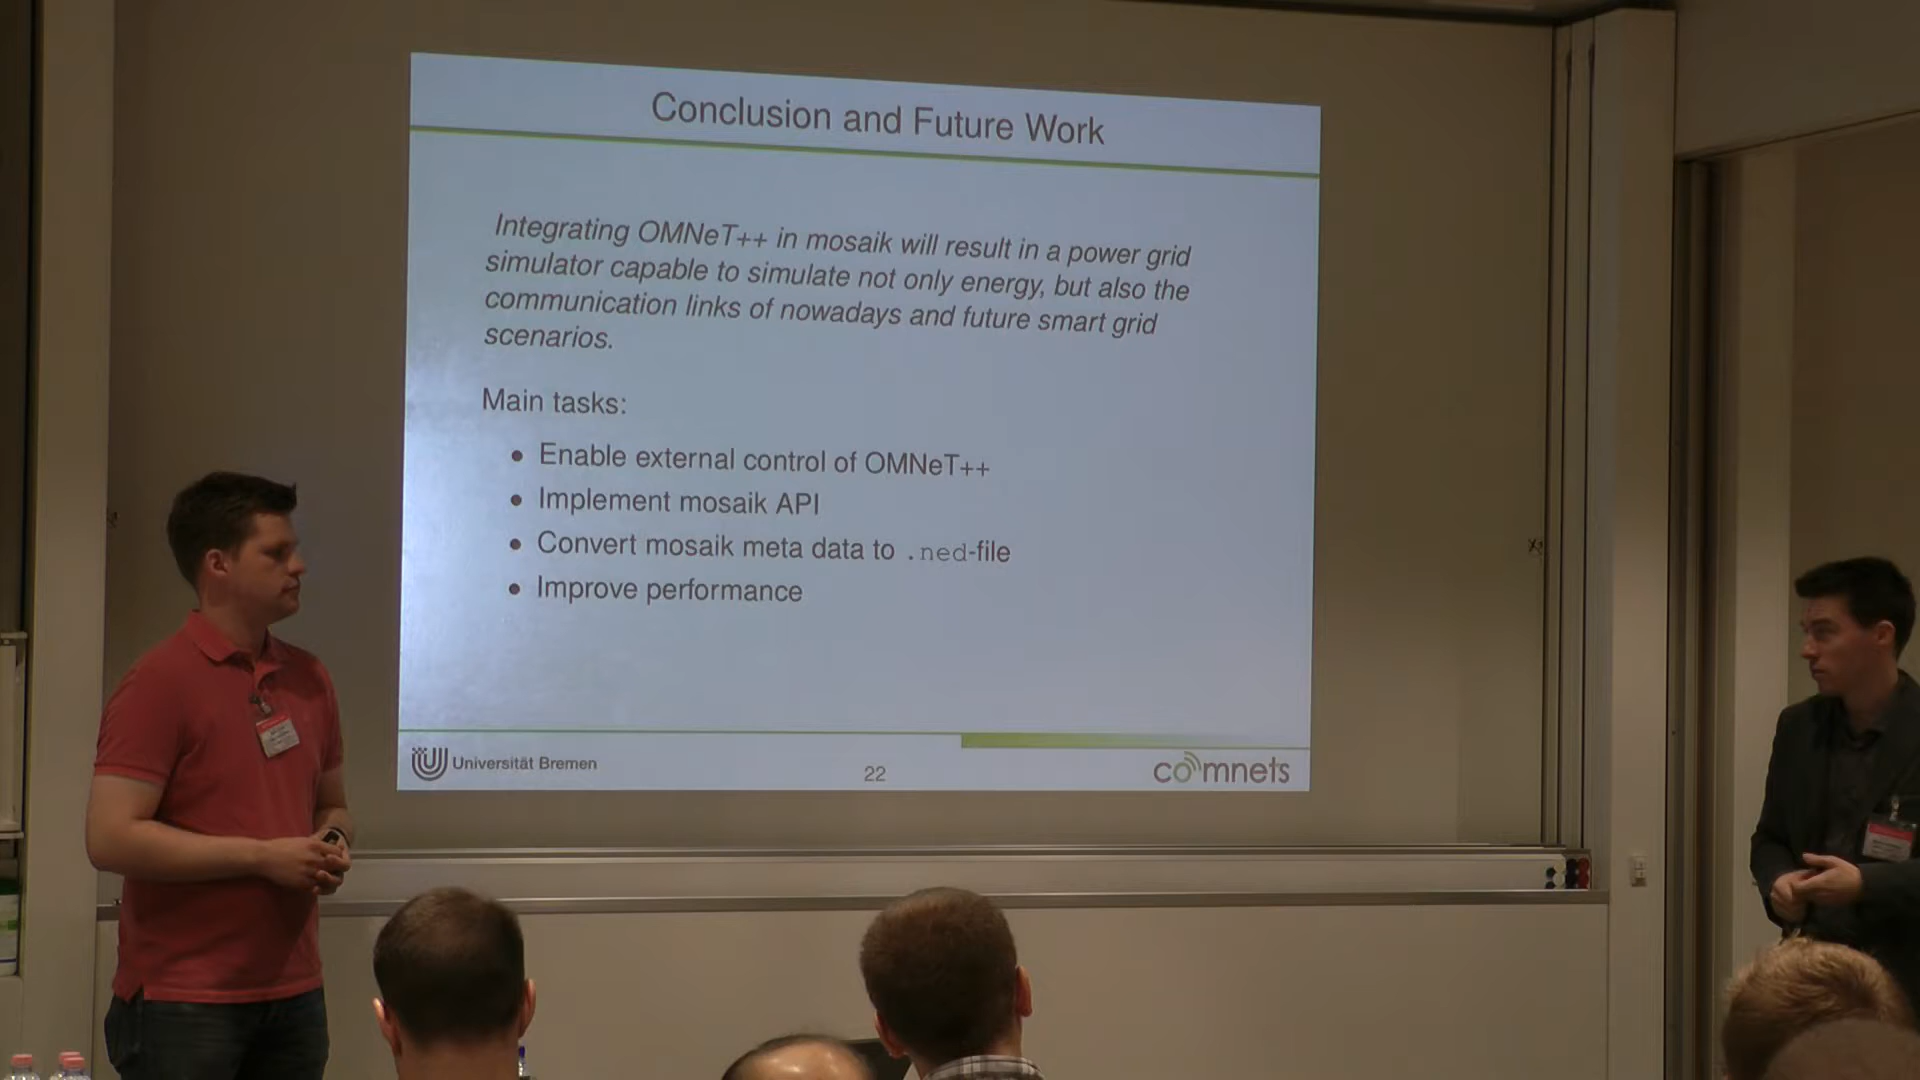 Conclusion and Future Work
Integrating OMNeT++ in mosaik will result in a power grid
simulator capable to simulate not only energy, but also the
communication links of nowadays and future smart grid
scenarios.
Main tasks:
• Enable external control of OMNeT++
• Implement mosaik API
• Convert mosaik meta data to .ned-file
• Improve performance
Universität Bremen
22
comnets